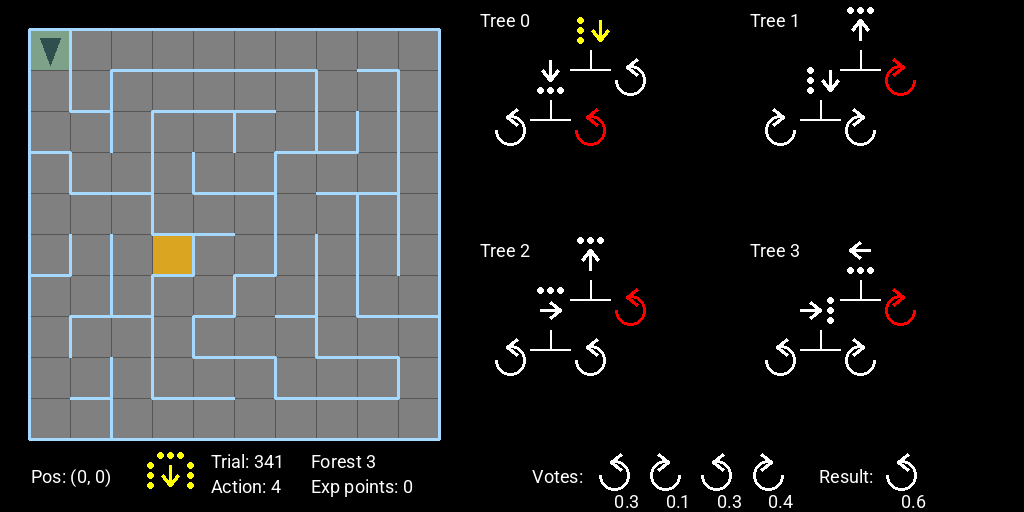 Tree 0
Tree 1
Tree 2
Tree 3
Pos: (0, 0)
Trial: 341
Forest 3
Action: 4
Exp points: 0
Votes:
0.3
0.1
0.3
0.4
Result:
0.6